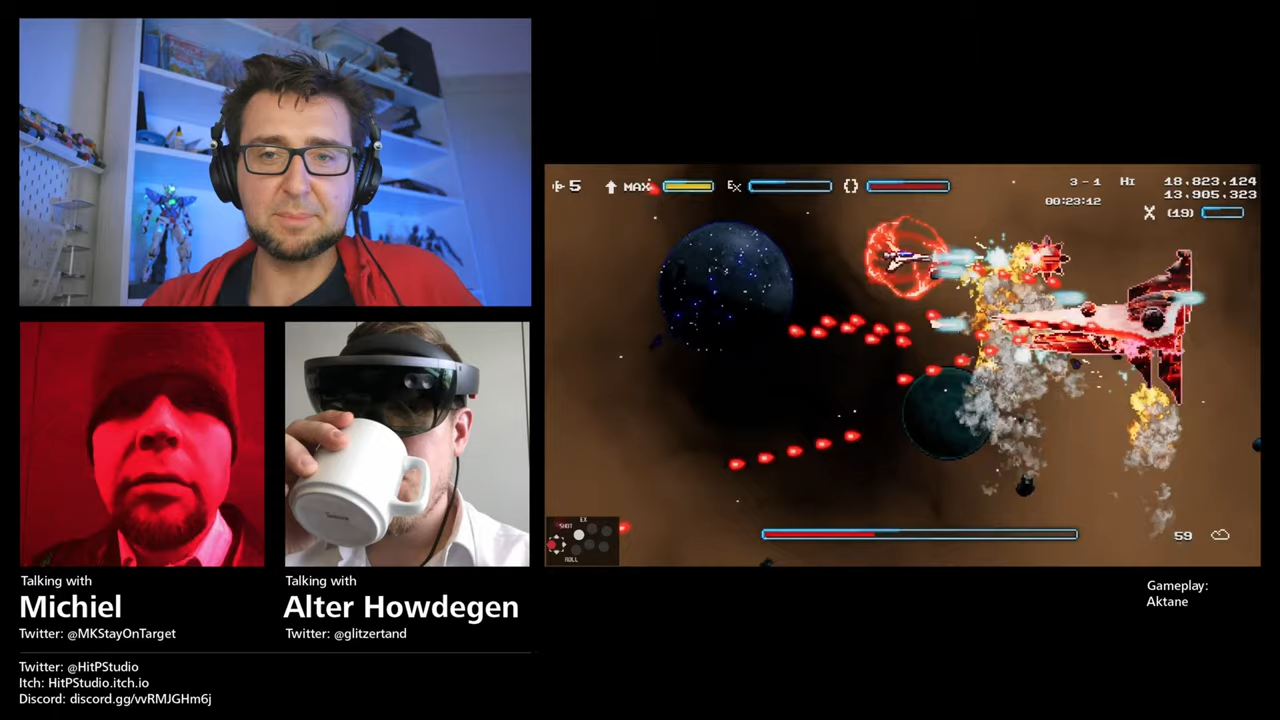 5 MAX EX 3-1 HI 18,823,124
13,905,323
00:23:12
(19)
EX
SHOT
ROLL
59
Talking with
Michiel
Twitter: @MKStayOnTarget
Talking with
Alter Howdegen
Twitter: @glitzertand
Gameplay:
Aktane
Twitter: @HitPStudio
Itch: HitPStudio.itch.io
Discord: discord.gg/vvRMJGHm6j